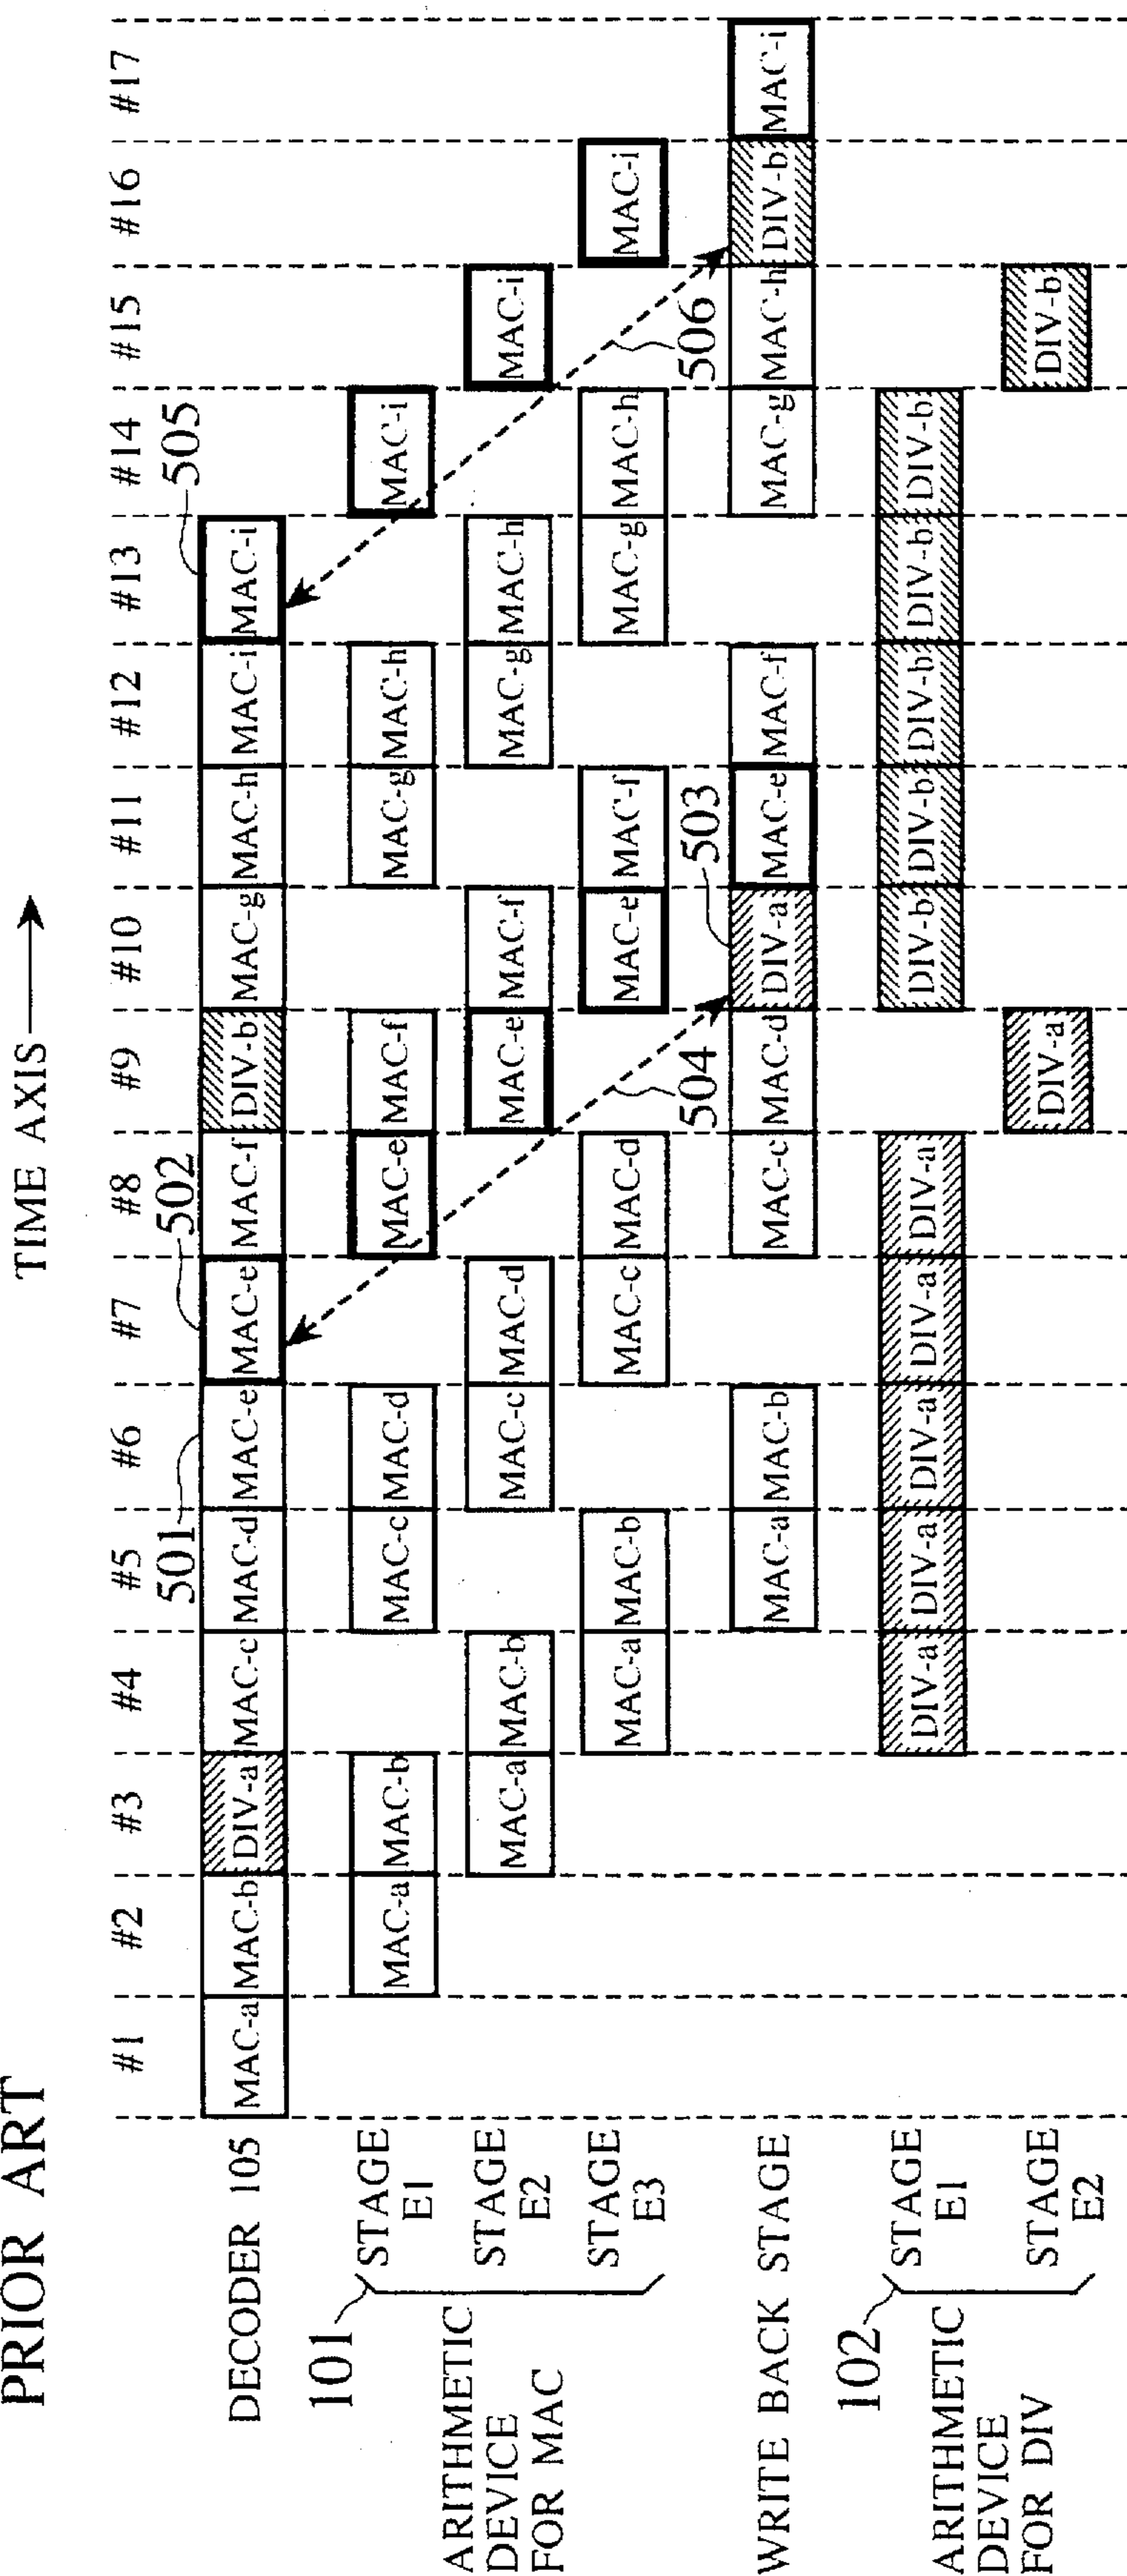 PRIOR ART
TIME AXIS
#1 #2 #3 #4 #5 #6 #7 #8 #9 #10 #11 #12 #13 #14 #15 #16 #17
501 502 505
DECODER 105 MAC-a MAC-b DIV-a MAC-c MAC-d MAC-e MAC-e MAC-f DIV-b MAC-g MAC-h MAC-i MAC-i
101
ARITHMETIC
DEVICE
FOR MAC
STAGE
E1
MAC-a MAC-b MAC-c MAC-d MAC-e MAC-f MAC-g MAC-h MAC-i
STAGE
E2
MAC-a MAC-b MAC-c MAC-d MAC-e MAC-f MAC-g MAC-h MAC-i
STAGE
E3
MAC-a MAC-b MAC-c MAC-d MAC-e MAC-f MAC-g MAC-h MAC-i
504 503 506
WRITE BACK STAGE MAC-a MAC-b MAC-c MAC-d DIV-a MAC-e MAC-f MAC-g MAC-h DIV-b MAC-i
102
ARITHMETIC
DEVICE
FOR DIV
STAGE
E1
DIV-a DIV-a DIV-a DIV-a DIV-a DIV-b DIV-b DIV-b DIV-b DIV-b
STAGE
E2
DIV-a DIV-b